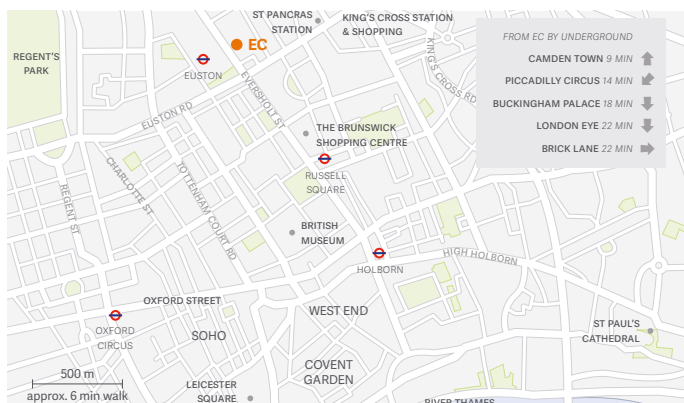 ST PANCRAS
STATION
KING'S CROSS STATION
& SHOPPING
EC
REGENT'S
PARK
EUSTON
KING'S CROSS RD
FROM EC BY UNDERGROUND
CAMDEN TOWN 9 MIN
PICCADILLY CIRCUS 14 MIN
BUCKINGHAM PALACE 18 MIN
LONDON EYE 22 MIN
BRICK LANE 22 MIN
EUSTON RD
EVERSHOLT ST
THE BRUNSWICK
SHOPPING CENTRE
RUSSELL
SQUARE
CHARLOTTE ST
TOTTENHAM COURT RD
REGENT ST
BRITISH
MUSEUM
HOLBORN
HIGH HOLBORN
OXFORD STREET
OXFORD
CIRCUS
SOHO
WEST END
ST PAUL'S
CATHEDRAL
COVENT
GARDEN
500 m
approx. 6 min walk
LEICESTER
SQUARE
RIVER THAMES